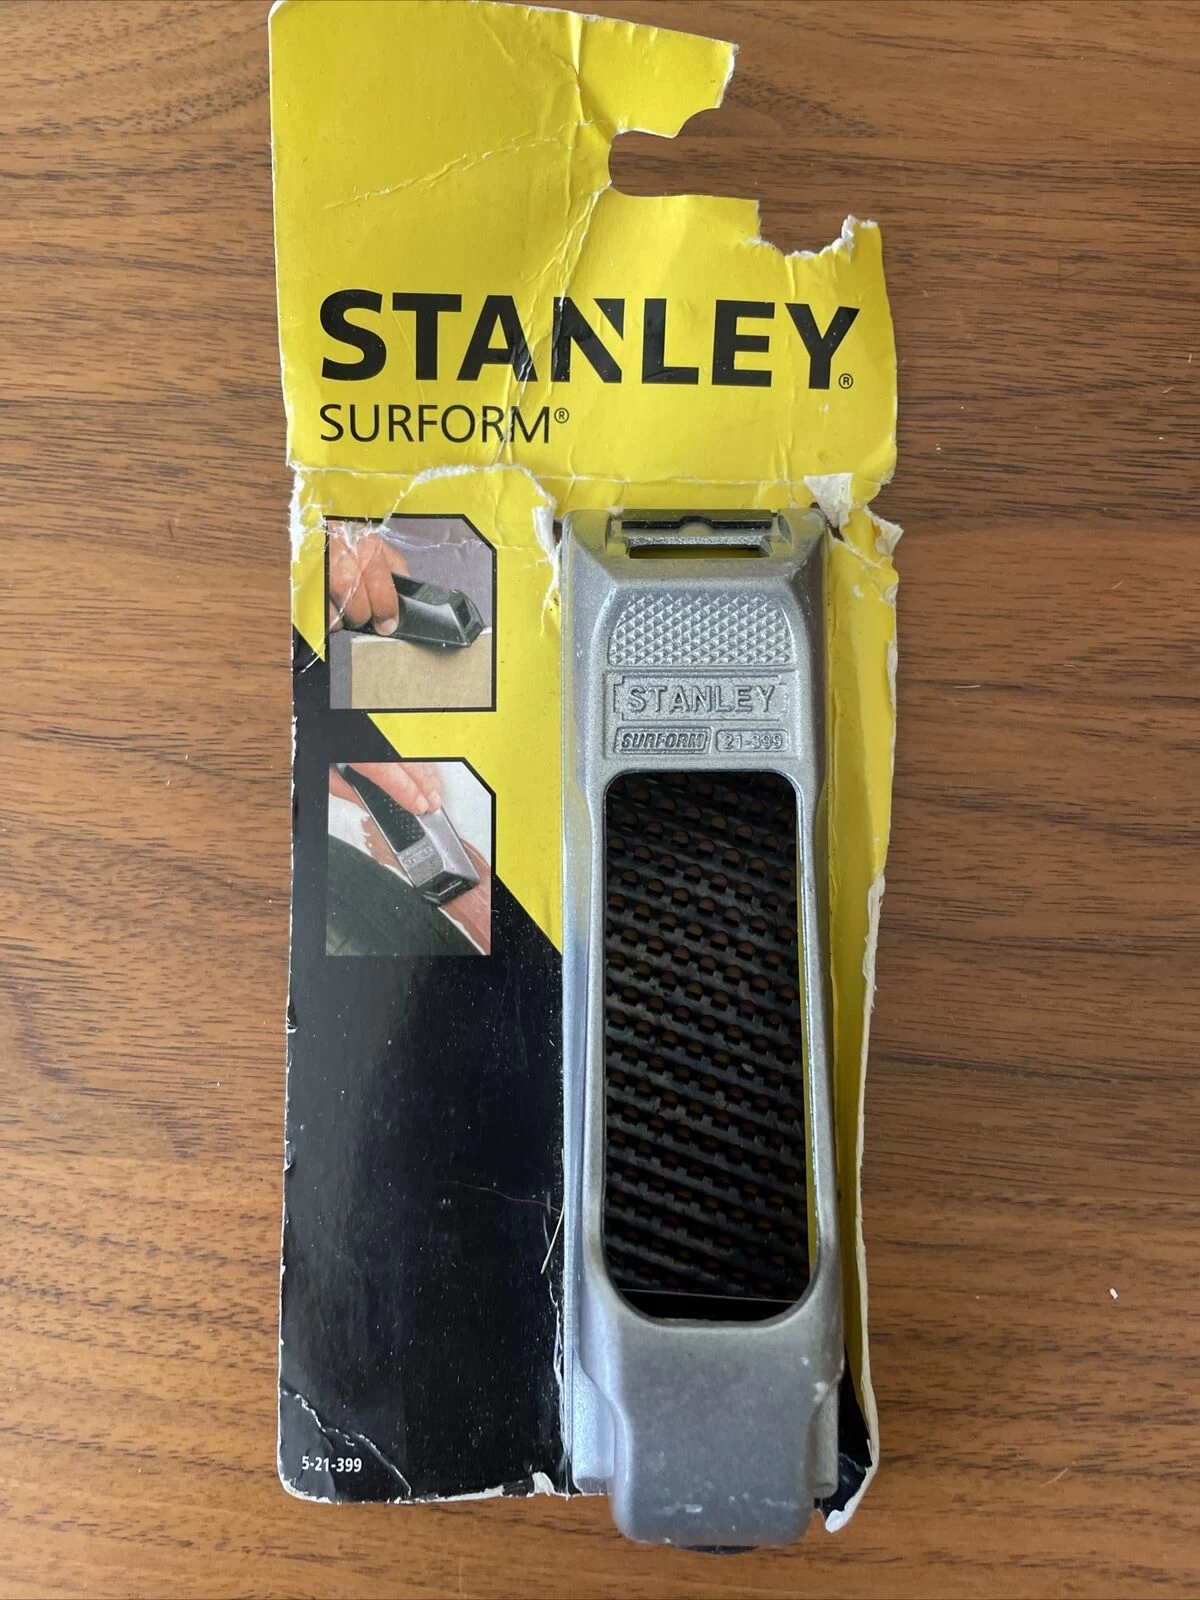 STANLEY®
SURFORM®
STANLEY
SURFORM 21-399
5-21-399